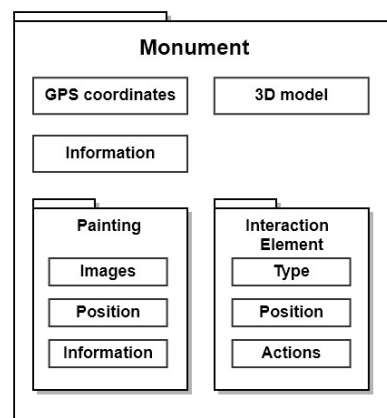 Monument
GPS coordinates
3D model
Information
Painting
Images
Position
Information
Interaction
Element
Type
Position
Actions